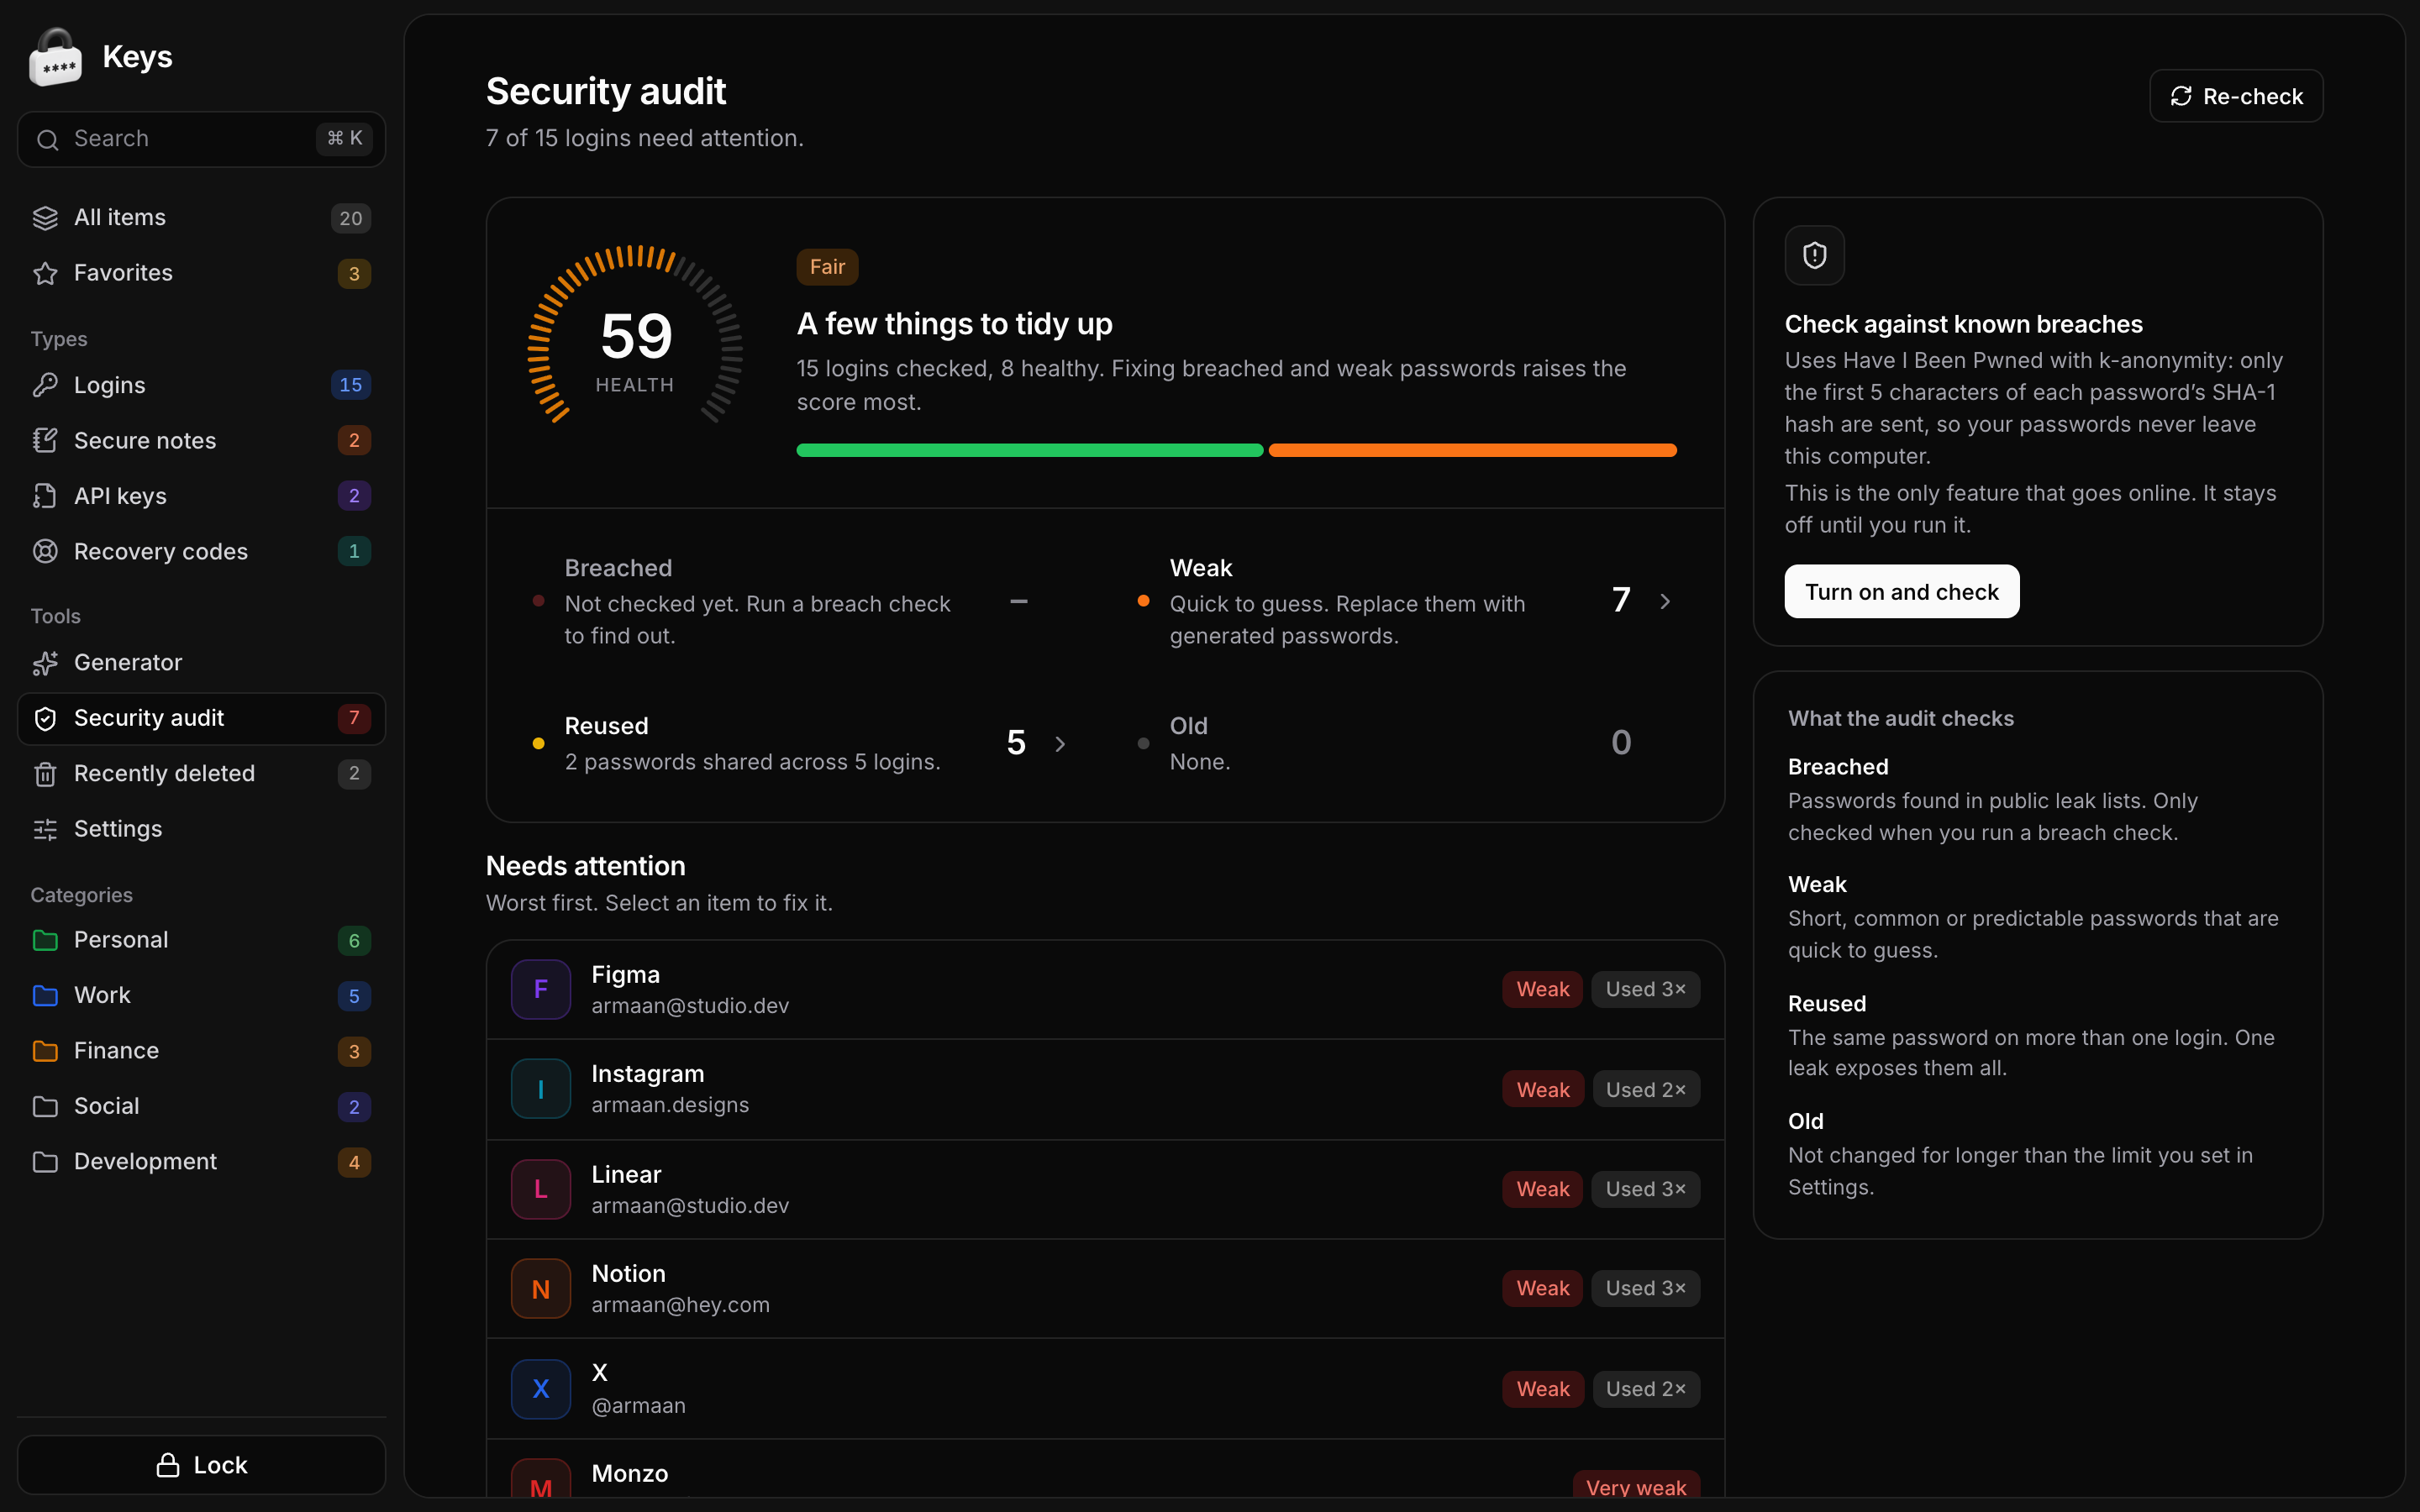 ****
Keys
Search
⌘ K
All items
20
Favorites
3
Types
Logins
15
Secure notes
2
API keys
2
Recovery codes
1
Tools
Generator
Security audit
7
Recently deleted
2
Settings
Categories
Personal
6
Work
5
Finance
3
Social
2
Development
4
Lock
Security audit
7 of 15 logins need attention.
Re-check
59
HEALTH
Fair
A few things to tidy up
15 logins checked, 8 healthy. Fixing breached and weak passwords raises the
score most.
Breached
Not checked yet. Run a breach check
to find out.
–
Weak
Quick to guess. Replace them with
generated passwords.
7
Reused
2 passwords shared across 5 logins.
5
Old
None.
0
Needs attention
Worst first. Select an item to fix it.
F
Figma
armaan@studio.dev
Weak
Used 3×
I
Instagram
armaan.designs
Weak
Used 2×
L
Linear
armaan@studio.dev
Weak
Used 3×
N
Notion
armaan@hey.com
Weak
Used 3×
X
X
@armaan
Weak
Used 2×
M
Monzo
Very weak
Check against known breaches
Uses Have I Been Pwned with k-anonymity: only
the first 5 characters of each password’s SHA-1
hash are sent, so your passwords never leave
this computer.
This is the only feature that goes online. It stays
off until you run it.
Turn on and check
What the audit checks
Breached
Passwords found in public leak lists. Only
checked when you run a breach check.
Weak
Short, common or predictable passwords that are
quick to guess.
Reused
The same password on more than one login. One
leak exposes them all.
Old
Not changed for longer than the limit you set in
Settings.